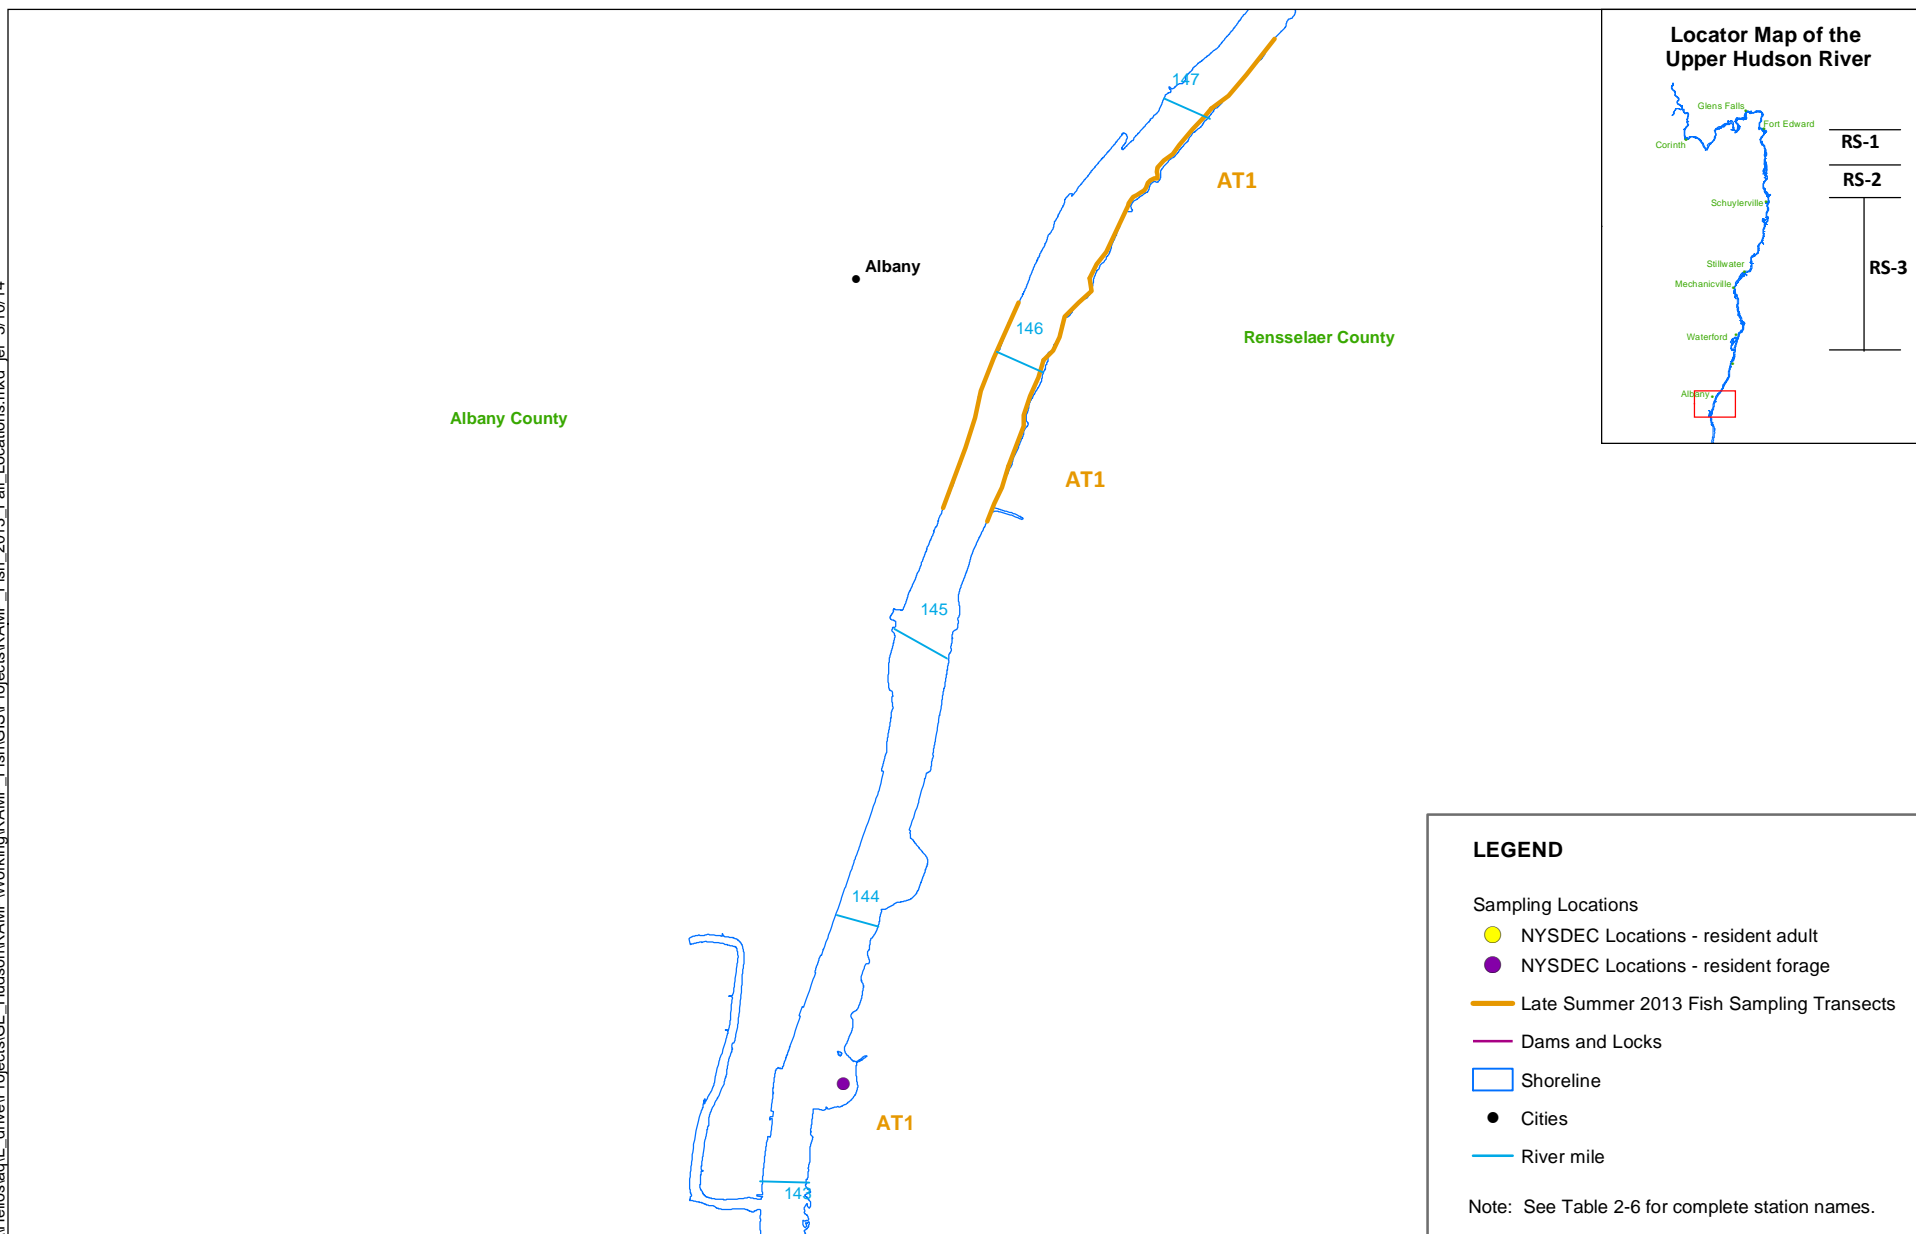 Locator Map of the
Upper Hudson River
Glens Falls
Fort Edward
Corinth
RS-1
RS-2
Schuylerville
Stillwater
RS-3
Mechanicville
Waterford
Albany
147
AT1
Albany
146
Rensselaer County
Albany County
AT1
145
144
AT1
143
LEGEND
Sampling Locations
NYSDEC Locations - resident adult
NYSDEC Locations - resident forage
Late Summer 2013 Fish Sampling Transects
Dams and Locks
Shoreline
Cities
River mile
Note: See Table 2-6 for complete station names.